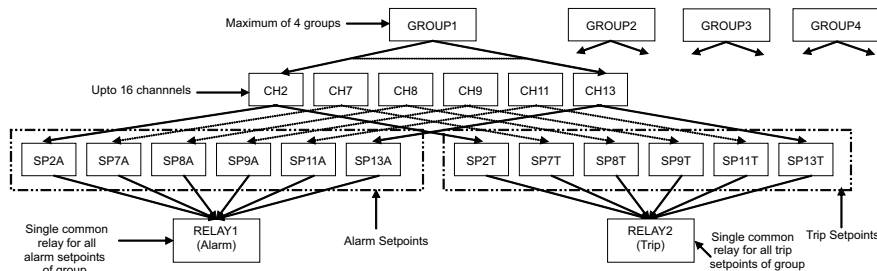 Maximum of 4 groups
GROUP1
GROUP2
GROUP3
GROUP4
Upto 16 channnels
CH2
CH7
CH8
CH9
CH11
CH13
SP2A
SP7A
SP8A
SP9A
SP11A
SP13A
SP2T
SP7T
SP8T
SP9T
SP11T
SP13T
Single common
relay for all
alarm setpoints
of group
RELAY1
(Alarm)
Alarm Setpoints
RELAY2
(Trip)
Single common
relay for all trip
setpoints of group
Trip Setpoints